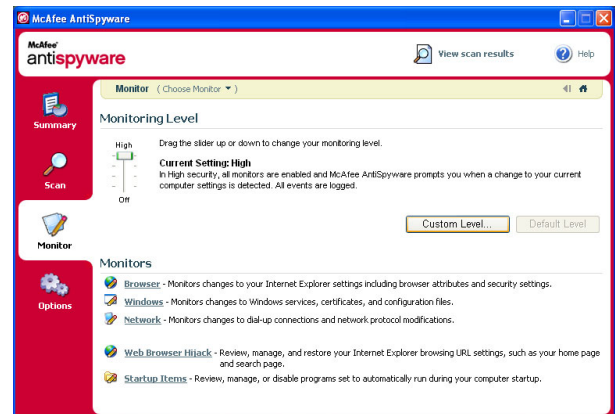 McAfee AntiSpyware
McAfee®
antispyware
View scan results
Help
Monitor ( Choose Monitor ▼ )
Summary
Scan
Monitor
Options
Monitoring Level
High
Off
Drag the slider up or down to change your monitoring level.
Current Setting: High
In High security, all monitors are enabled and McAfee AntiSpyware prompts you when a change to your current
computer settings is detected. All events are logged.
Custom Level...
Default Level
Monitors
Browser - Monitors changes to your Internet Explorer settings including browser attributes and security settings.
Windows - Monitors changes to Windows services, certificates, and configuration files.
Network - Monitors changes to dial-up connections and network protocol modifications.
Web Browser Hijack - Review, manage, and restore your Internet Explorer browsing URL settings, such as your home page
and search page.
Startup Items - Review, manage, or disable programs set to automatically run during your computer startup.